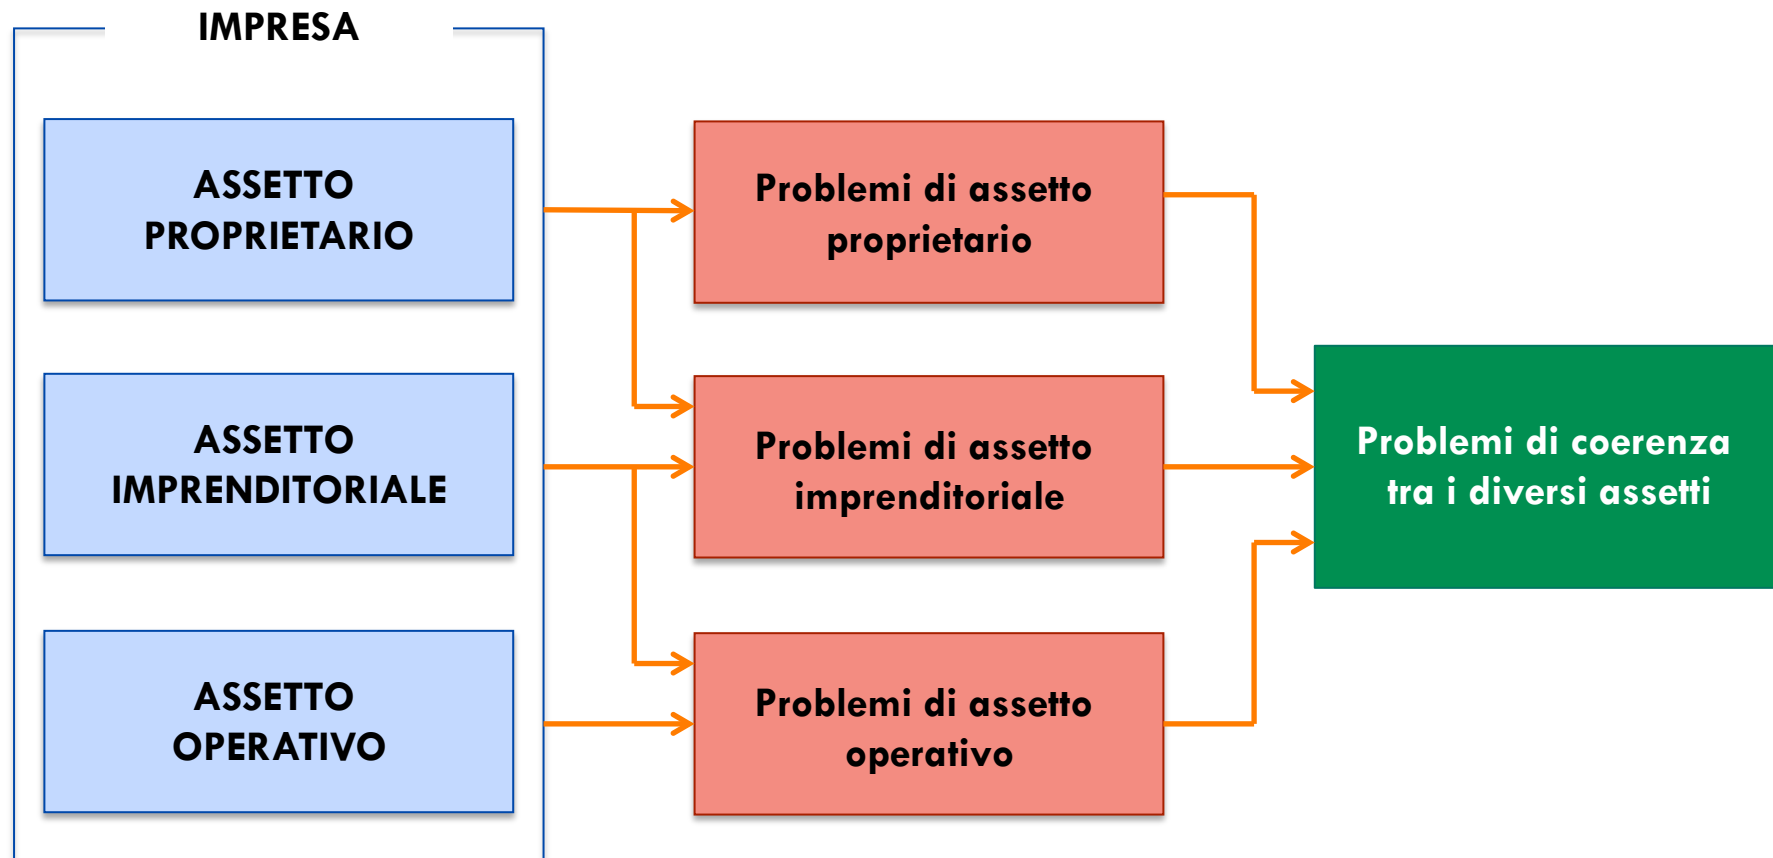 IMPRESA
ASSETTO
PROPRIETARIO
Problemi di assetto
proprietario
ASSETTO
IMPRENDITORIALE
Problemi di assetto
imprenditoriale
Problemi di coerenza
tra i diversi assetti
ASSETTO
OPERATIVO
Problemi di assetto
operativo